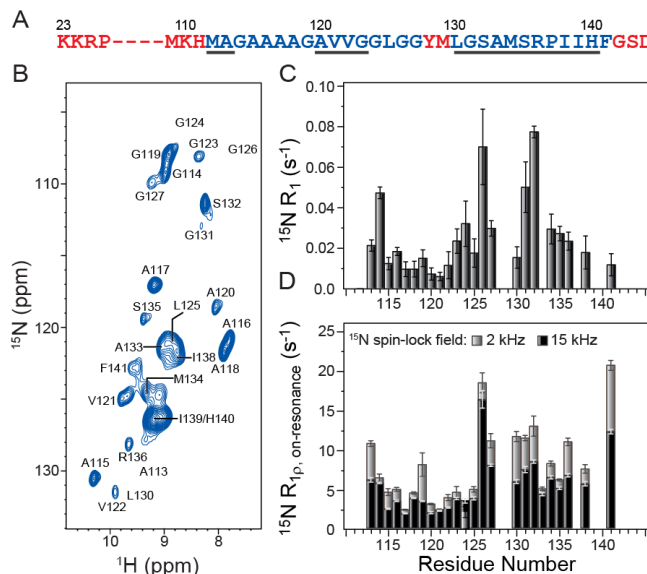 A
23 110 120 130 140
KKRP----MKHMAGAAAAGAVVGGLGGYMLGSAMSRPIIHFGSD
B
G124
G123
G126
G119
G114
G127
S132
G131
A117
A120
S135
L125
A116
A133
I138
A118
F141
M134
V121
I139/H140
R136
A113
A115
L130
V122
110
120
130
15N (ppm)
10 9 8
1H (ppm)
C
0.10
0.08
0.06
0.04
0.02
0
15N R1 (s-1)
115 120 125 130 135 140
D
15N spin-lock field: 2 kHz 15 kHz
25
20
15
10
5
0
15N R1ρ, on-resonance (s-1)
115 120 125 130 135 140
Residue Number